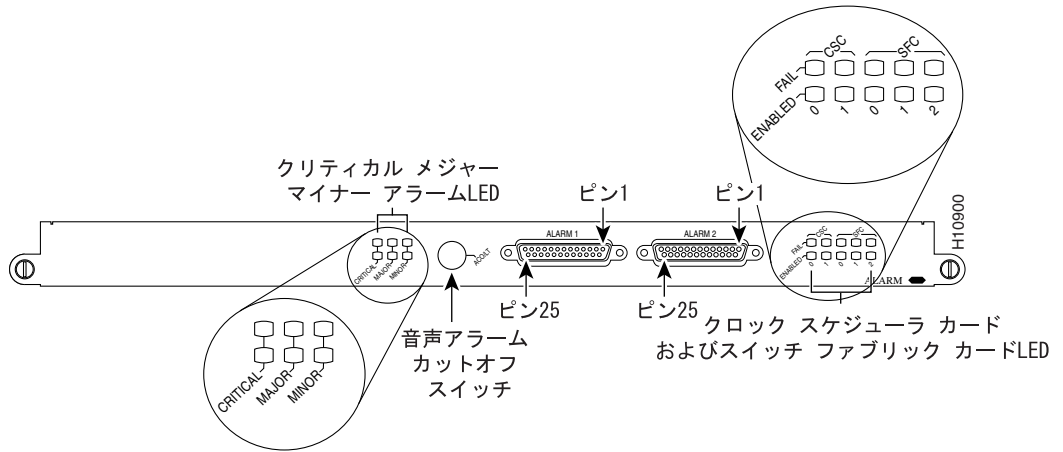 CSC SFC
FAIL
ENABLED
0 1 0 1 2
クリティカル メジャー
マイナー アラームLED
ピン1
ピン1
H10900
ALARM 1
ALARM 2
CSC SFC
FAIL
ENABLED
0 1 0 1 2
CRITICAL
MAJOR
MINOR
ALARM
ピン25
ピン25
音声アラーム
カットオフ
スイッチ
クロック スケジューラ カード
およびスイッチ ファブリック カードLED
CRITICAL
MAJOR
MINOR